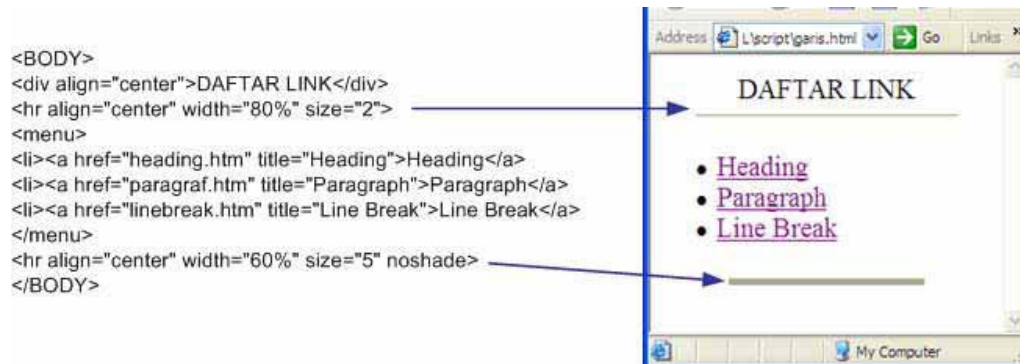 <BODY>
<div align="center">DAFTAR LINK</div>
<hr align="center" width="80%" size="2">
<menu>
<li><a href="heading.htm" title="Heading">Heading</a>
<li><a href="paragraf.htm" title="Paragraph">Paragraph</a>
<li><a href="linebreak.htm" title="Line Break">Line Break</a>
</menu>
<hr align="center" width="60%" size="5" noshade>
</BODY>
Address L:\script\garis.html Go Links »
DAFTAR LINK
• Heading
• Paragraph
• Line Break
My Computer